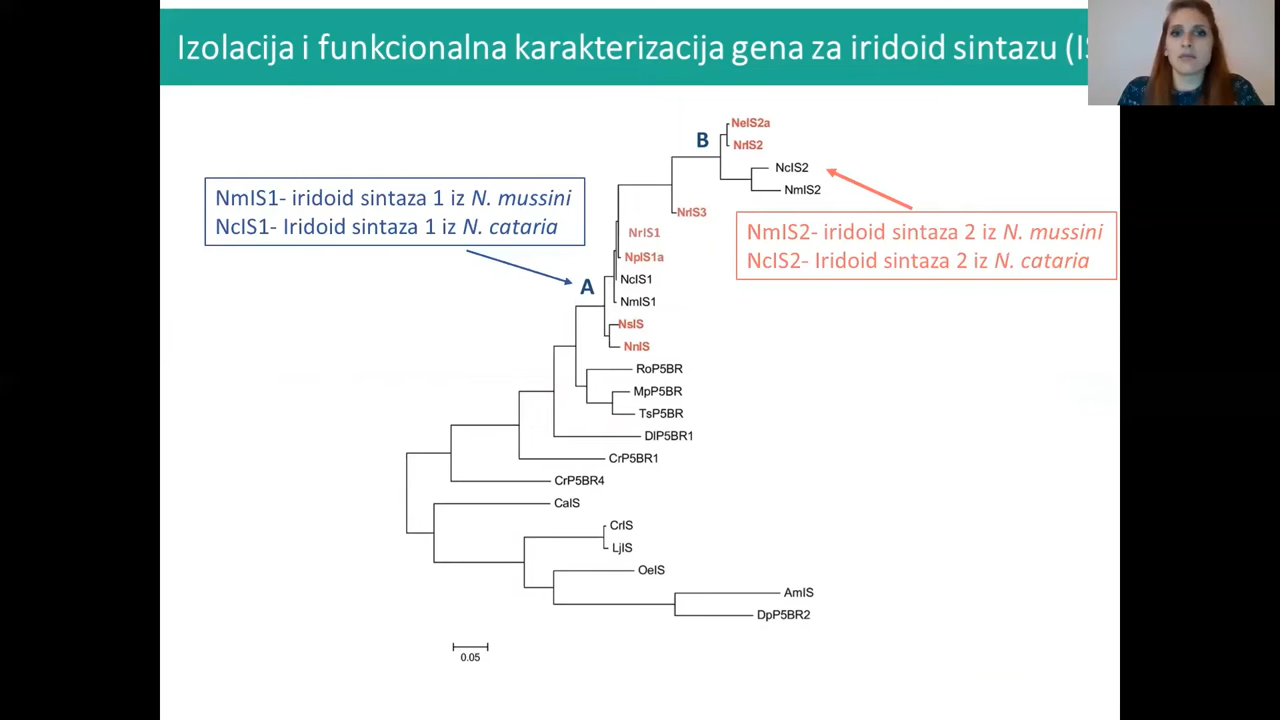 Izolacija i funkcionalna karakterizacija gena za iridoid sintazu (IS
NeIS2a
B
NrIS2
NcIS2
NmIS2
NmIS1- iridoid sintaza 1 iz N. mussini
NcIS1- Iridoid sintaza 1 iz N. cataria
NrIS3
NmIS2- iridoid sintaza 2 iz N. mussini
NcIS2- Iridoid sintaza 2 iz N. cataria
NrIS1
NpIS1a
NcIS1
A
NmIS1
NsIS
NnIS
RoP5BR
MpP5BR
TsP5BR
DlP5BR1
CrP5BR1
CrP5BR4
CaIS
CrIS
LjIS
OeIS
AmIS
DpP5BR2
0.05